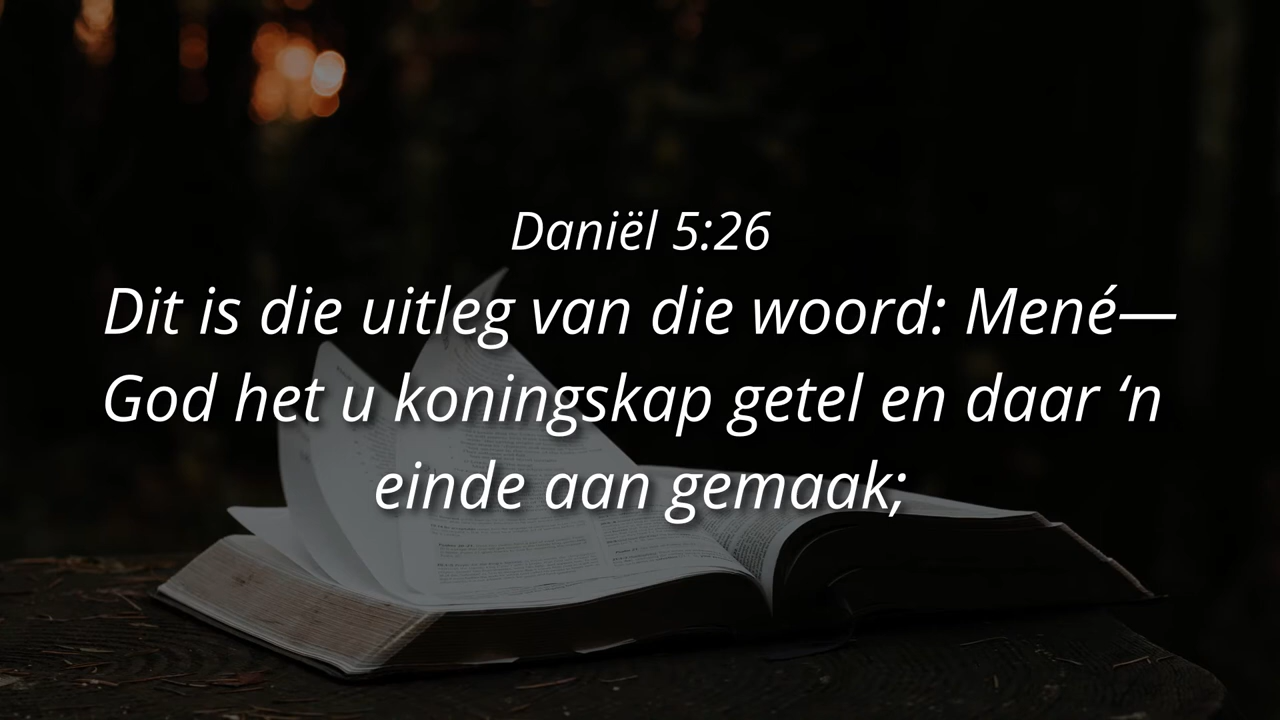 Daniël 5:26
Dit is die uitleg van die woord: Mené—
God het u koningskap getel en daar ‘n
einde aan gemaak;